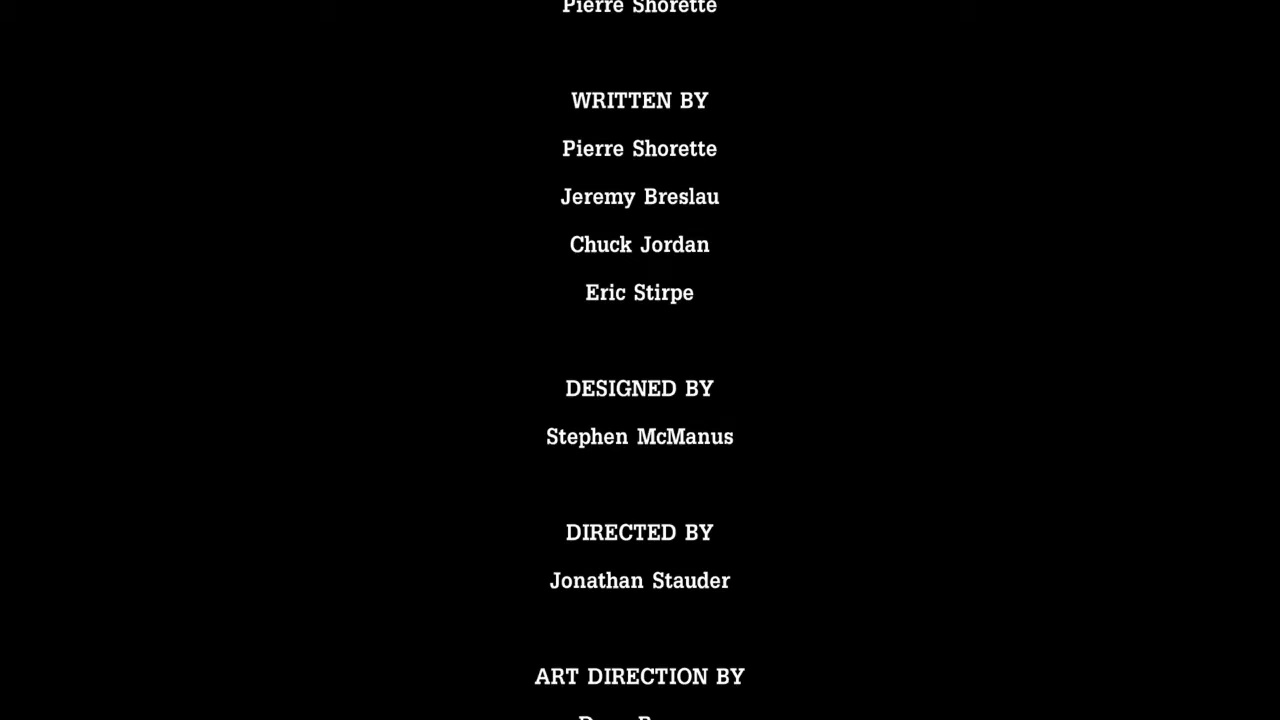 Pierre Shorette
WRITTEN BY
Pierre Shorette
Jeremy Breslau
Chuck Jordan
Eric Stirpe
DESIGNED BY
Stephen McManus
DIRECTED BY
Jonathan Stauder
ART DIRECTION BY